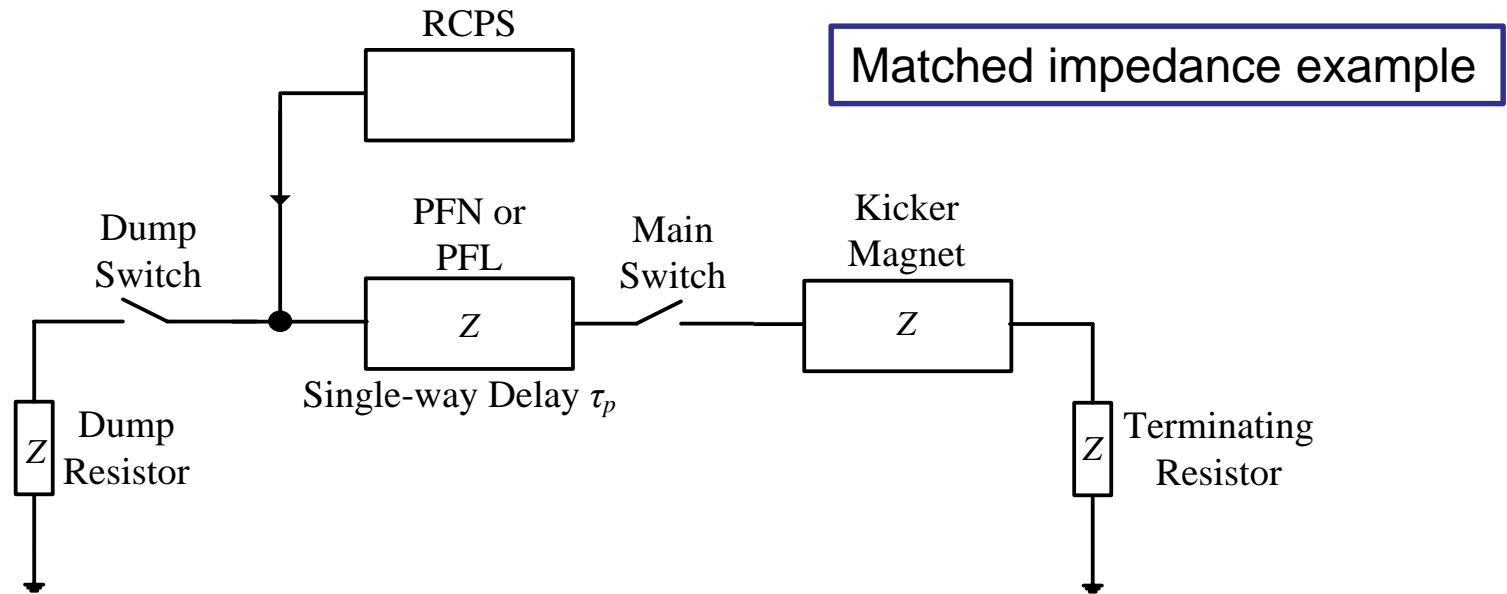 RCPS
Matched impedance example
Dump
Switch
PFN or
PFL
Main
Switch
Kicker
Magnet
Z
Z
Single-way Delay τp
Z
Dump
Resistor
Z
Terminating
Resistor